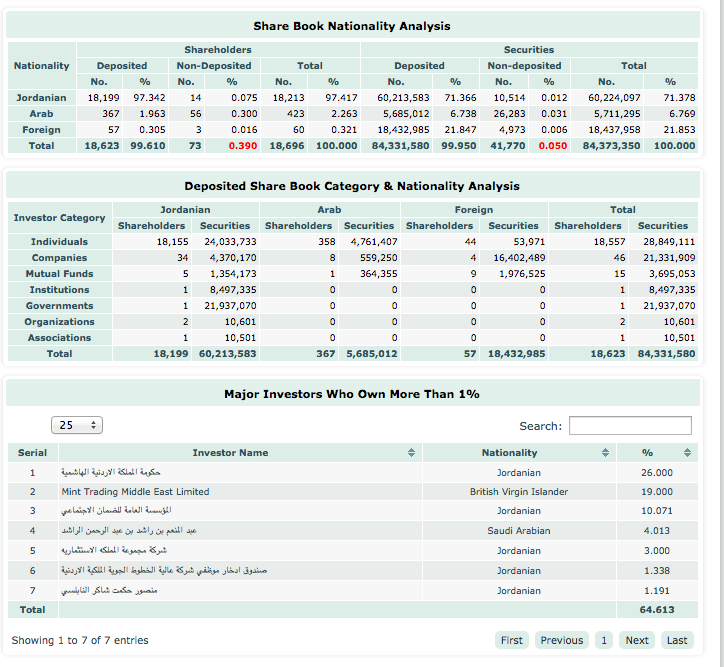 Share Book Nationality Analysis
Nationality Shareholders Securities
Deposited Non-Deposited Total Deposited Non-deposited Total
No. % No. % No. % No. % No. % No. %
Jordanian 18,199 97.342 14 0.075 18,213 97.417 60,213,583 71.366 10,514 0.012 60,224,097 71.378
Arab 367 1.963 56 0.300 423 2.263 5,685,012 6.738 26,283 0.031 5,711,295 6.769
Foreign 57 0.305 3 0.016 60 0.321 18,432,985 21.847 4,973 0.006 18,437,958 21.853
Total 18,623 99.610 73 0.390 18,696 100.000 84,331,580 99.950 41,770 0.050 84,373,350 100.000
Deposited Share Book Category & Nationality Analysis
Investor Category Jordanian Arab Foreign Total
Shareholders Securities Shareholders Securities Shareholders Securities Shareholders Securities
Individuals 18,155 24,033,733 358 4,761,407 44 53,971 18,557 28,849,111
Companies 34 4,370,170 8 559,250 4 16,402,489 46 21,331,909
Mutual Funds 5 1,354,173 1 364,355 9 1,976,525 15 3,695,053
Institutions 1 8,497,335 0 0 0 0 1 8,497,335
Governments 1 21,937,070 0 0 0 0 1 21,937,070
Organizations 2 10,601 0 0 0 0 2 10,601
Associations 1 10,501 0 0 0 0 1 10,501
Total 18,199 60,213,583 367 5,685,012 57 18,432,985 18,623 84,331,580
Major Investors Who Own More Than 1%
25 Search:
Serial Investor Name Nationality %
1 حكومة المملكة الاردنية الهاشمية Jordanian 26.000
2 Mint Trading Middle East Limited British Virgin Islander 19.000
3 المؤسسة العامة للضمان الاجتماعي Jordanian 10.071
4 عبد المنعم بن راشد بن عبد الرحمن الراشد Saudi Arabian 4.013
5 شركة مجموعة الملكه الاستثماريه Jordanian 3.000
6 صندوق ادخار موظفي شركة عالية الخطوط الجوية الملكية الاردنية Jordanian 1.338
7 منصور حكمت شاكر النابلسي Jordanian 1.191
Total 64.613
Showing 1 to 7 of 7 entries First Previous 1 Next Last